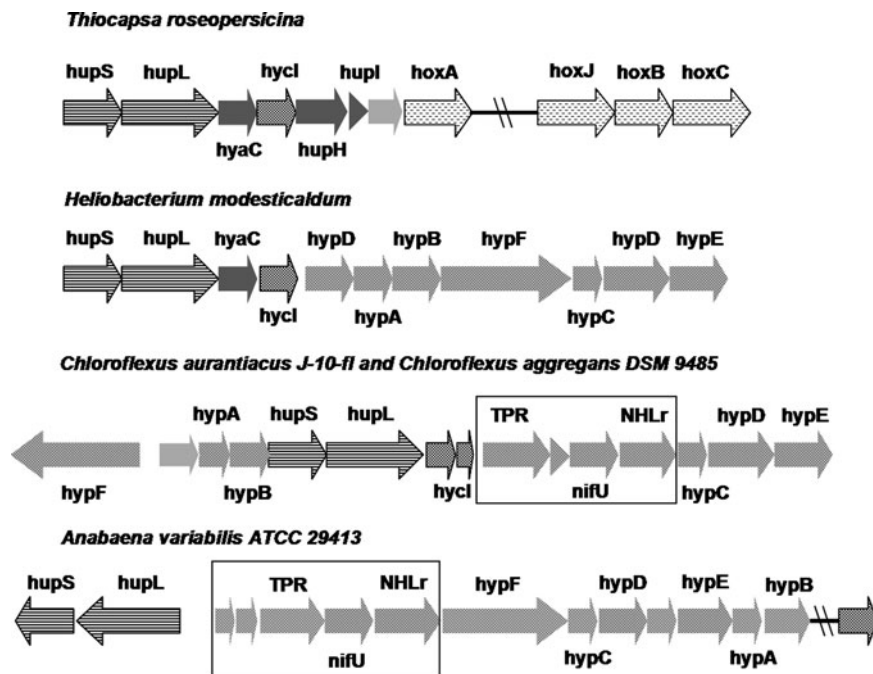 Thiocapsa roseopersicina
hupS hupL hycI hupI hoxA hoxJ hoxB hoxC
hyaC hupH
Heliobacterium modesticaldum
hupS hupL hyaC hypD hypB hypF hypD hypE
hycI hypA hypC
Chloroflexus aurantiacus J-10-fl and Chloroflexus aggregans DSM 9485
hypA hupS hupL TPR NHLr hypD hypE
hypF hypB hycI nifU hypC
Anabaena variabilis ATCC 29413
hupS hupL TPR NHLr hypF hypD hypE hypB
nifU hypC hypA